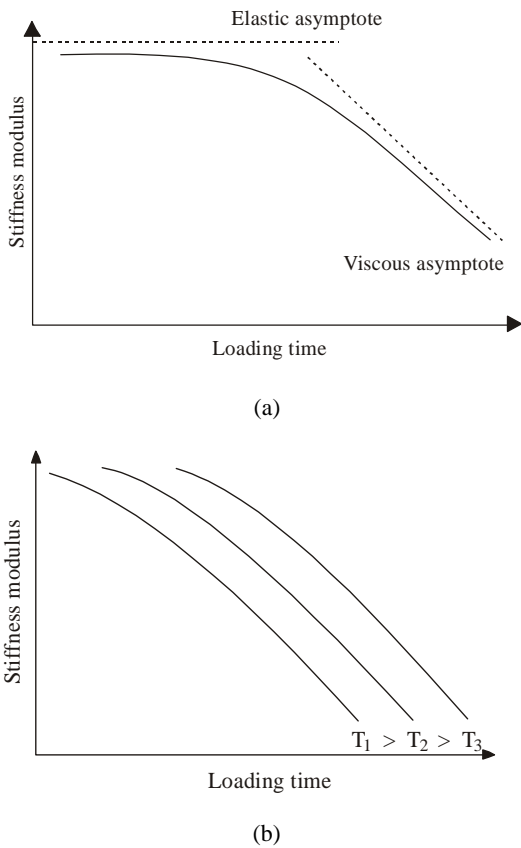 Elastic asymptote
Stiffness modulus
Viscous asymptote
Loading time
(a)
Stiffness modulus
T₁ > T₂ > T₃
Loading time
(b)